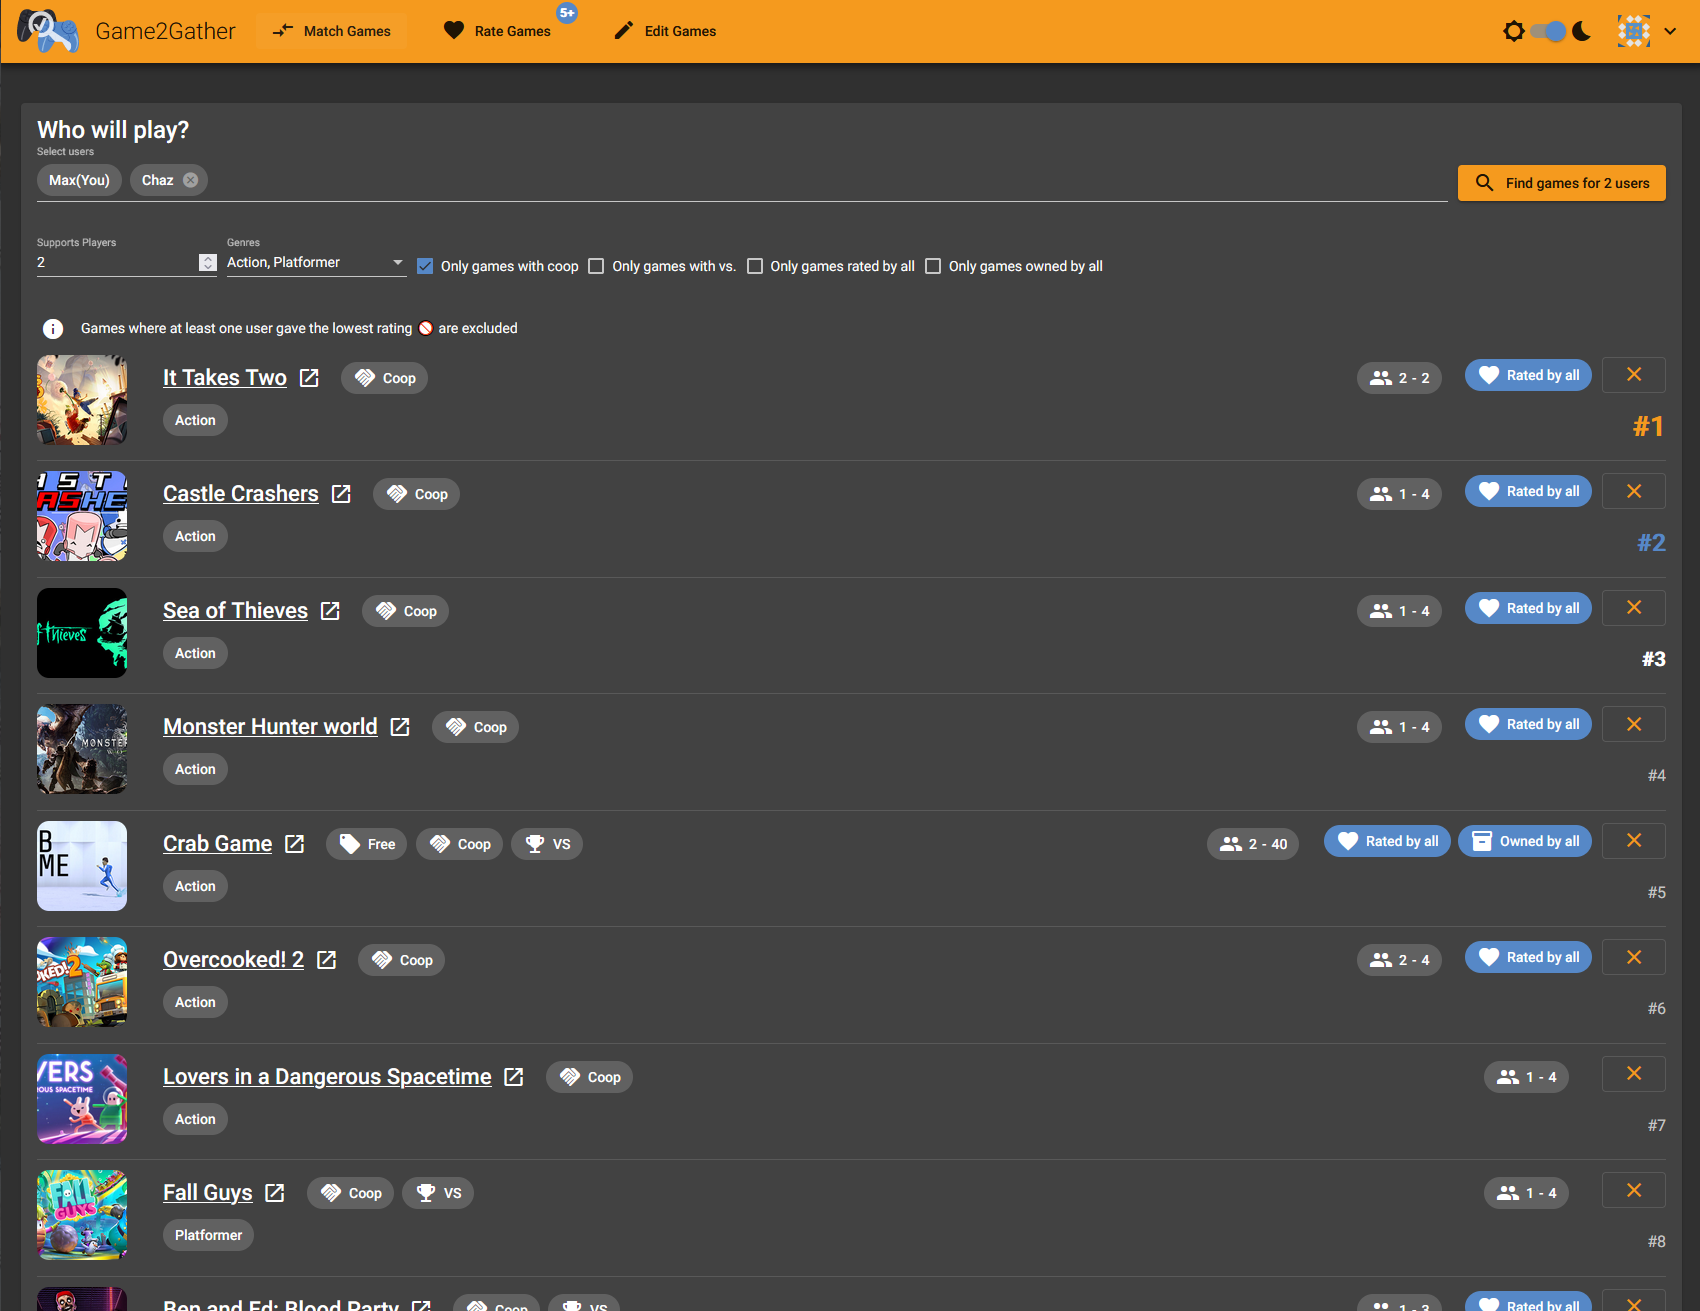 Game2Gather
Match Games
Rate Games
5+
Edit Games
Who will play?
Select users
Max(You)
Chaz
Find games for 2 users
Supports Players
2
Genres
Action, Platformer
Only games with coop
Only games with vs.
Only games rated by all
Only games owned by all
Games where at least one user gave the lowest rating 🚫 are excluded
It Takes Two
Coop
2 - 2
Rated by all
Action
#1
Castle Crashers
Coop
1 - 4
Rated by all
Action
#2
Sea of Thieves
Coop
1 - 4
Rated by all
Action
#3
Monster Hunter world
Coop
1 - 4
Rated by all
Action
#4
B
ME
Crab Game
Free
Coop
VS
2 - 40
Rated by all
Owned by all
Action
#5
Overcooked! 2
Coop
2 - 4
Rated by all
Action
#6
Lovers in a Dangerous Spacetime
Coop
1 - 4
Action
#7
FALL
GUYS
Fall Guys
Coop
VS
1 - 4
Platformer
#8
Ben and Ed: Blood Party
Coop
VS
1 - 3
Rated by all